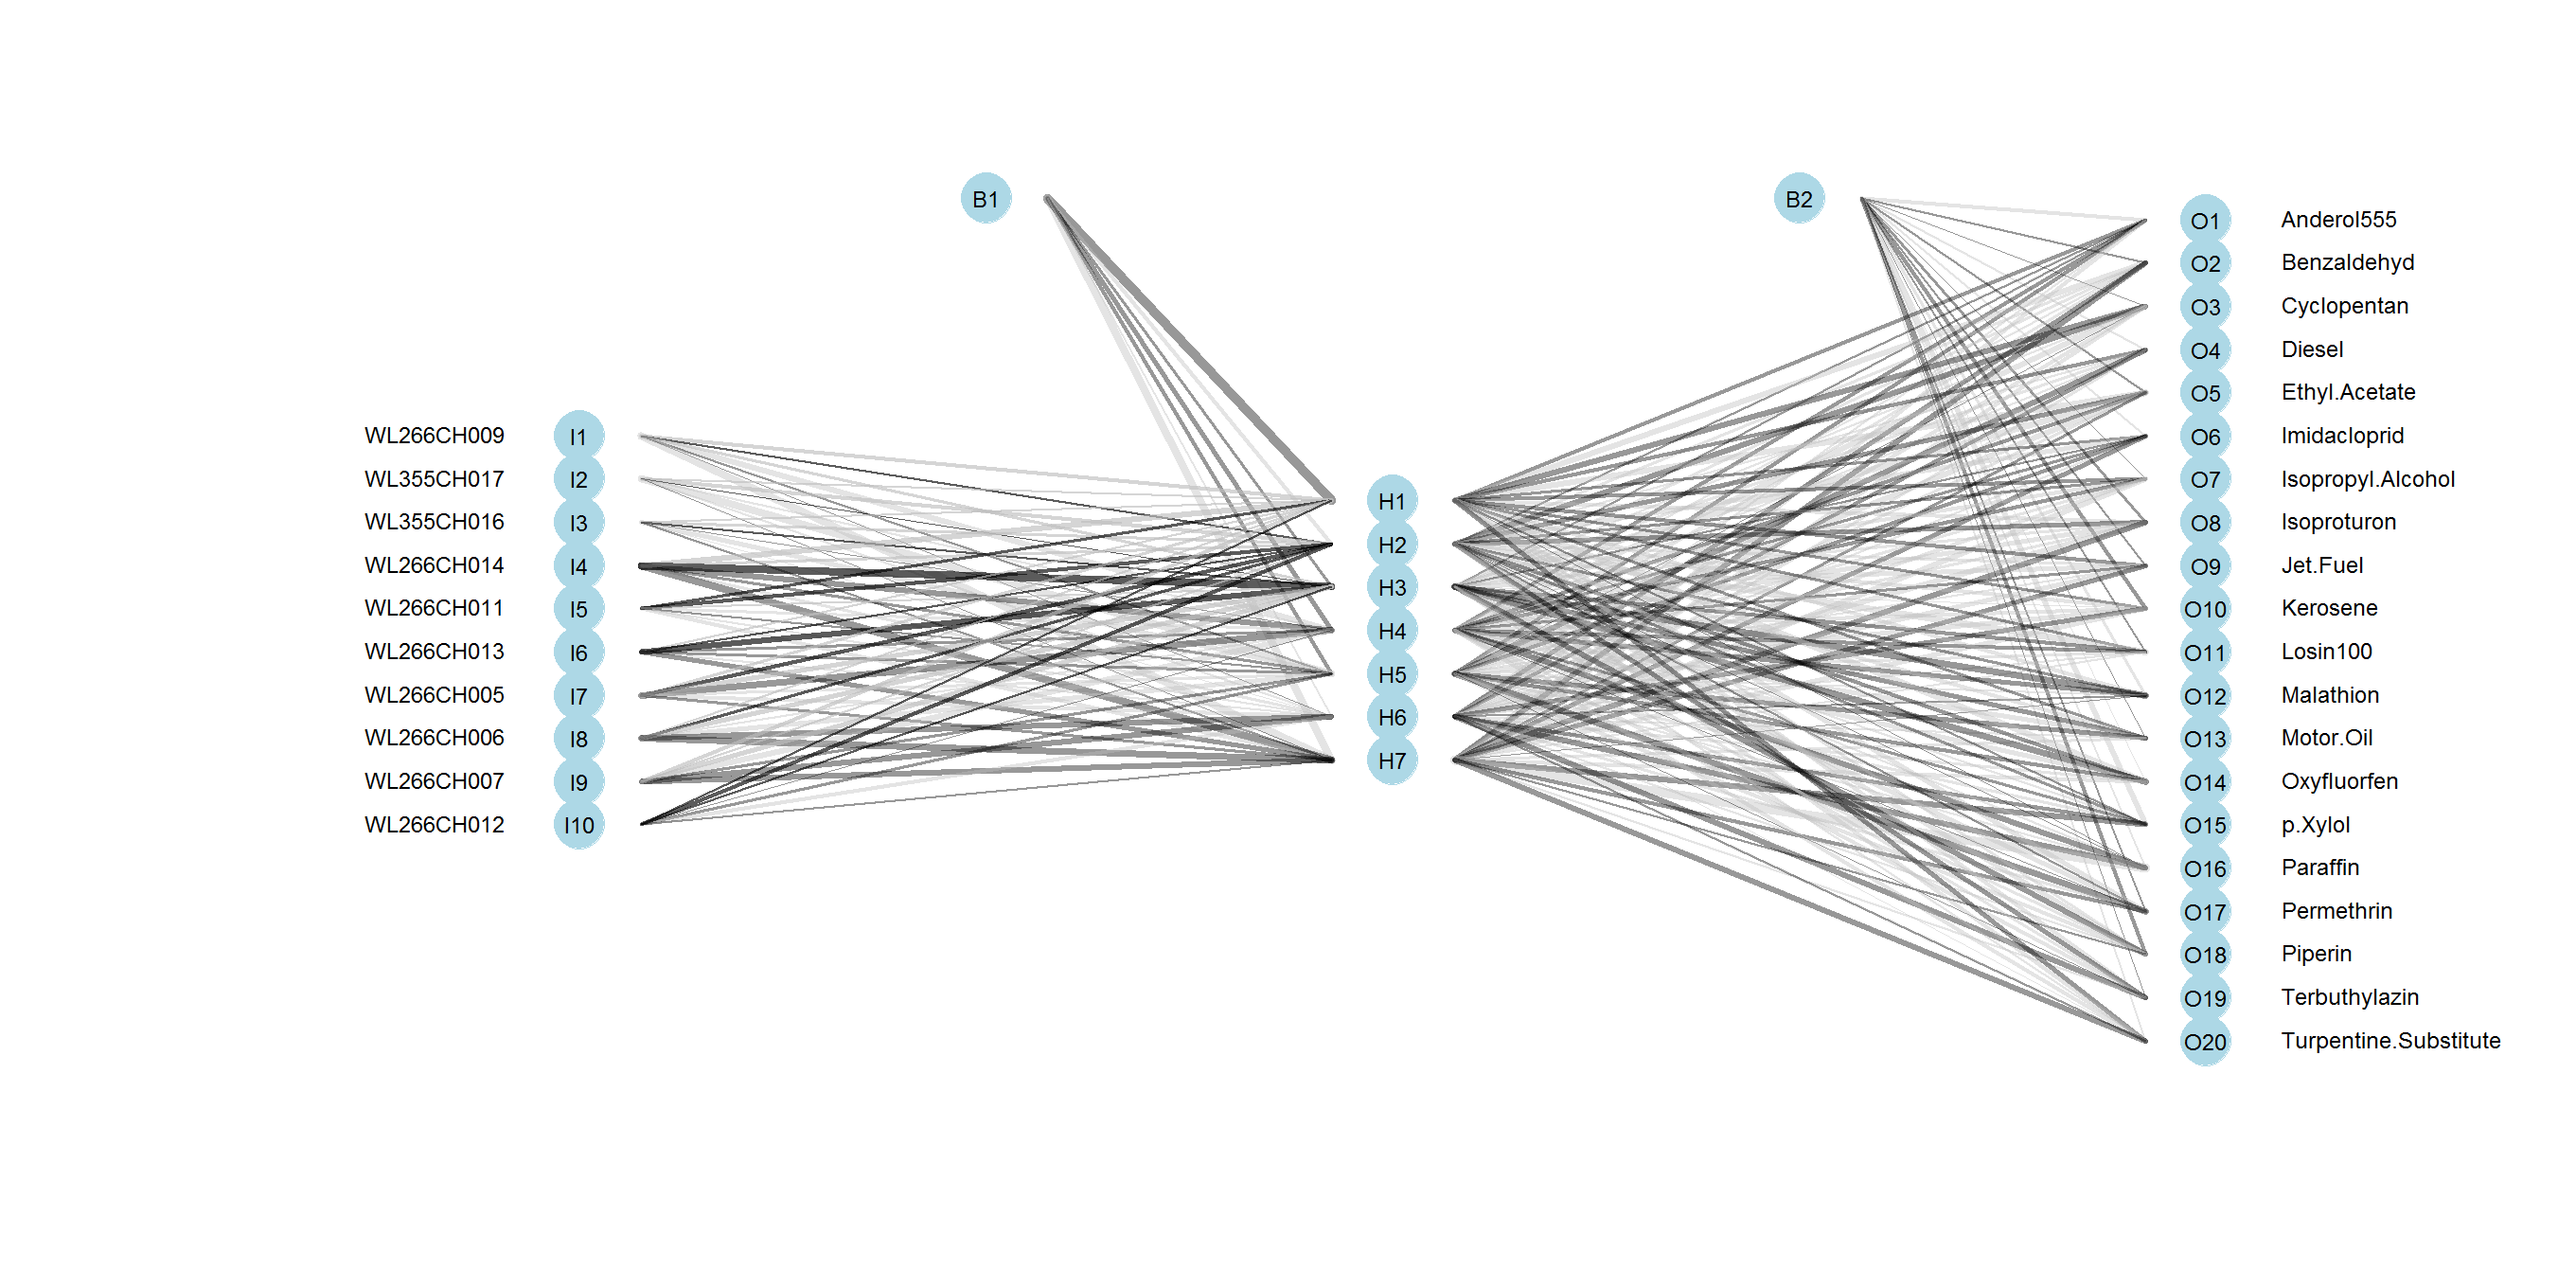 B1
B2
WL266CH009 I1
WL355CH017 I2
WL355CH016 I3
WL266CH014 I4
WL266CH011 I5
WL266CH013 I6
WL266CH005 I7
WL266CH006 I8
WL266CH007 I9
WL266CH012 I10
H1
H2
H3
H4
H5
H6
H7
O1 Anderol555
O2 Benzaldehyd
O3 Cyclopentan
O4 Diesel
O5 Ethyl.Acetate
O6 Imidacloprid
O7 Isopropyl.Alcohol
O8 Isoproturon
O9 Jet.Fuel
O10 Kerosene
O11 Losin100
O12 Malathion
O13 Motor.Oil
O14 Oxyfluorfen
O15 p.Xylol
O16 Paraffin
O17 Permethrin
O18 Piperin
O19 Terbuthylazin
O20 Turpentine.Substitute